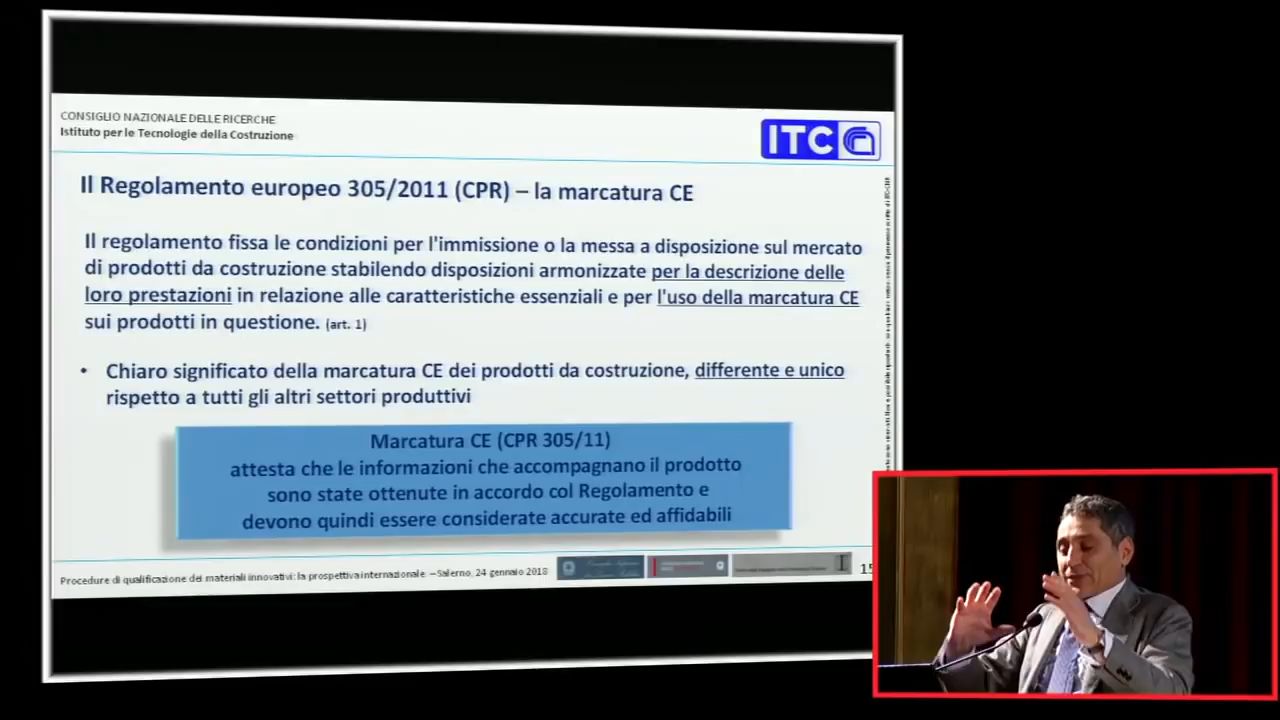 CONSIGLIO NAZIONALE DELLE RICERCHE
Istituto per le Tecnologie della Costruzione
ITC
Il Regolamento europeo 305/2011 (CPR) – la marcatura CE
Il regolamento fissa le condizioni per l'immissione o la messa a disposizione sul mercato
di prodotti da costruzione stabilendo disposizioni armonizzate per la descrizione delle
loro prestazioni in relazione alle caratteristiche essenziali e per l'uso della marcatura CE
sui prodotti in questione. (art. 1)
• Chiaro significato della marcatura CE dei prodotti da costruzione, differente e unico
rispetto a tutti gli altri settori produttivi
Marcatura CE (CPR 305/11)
attesta che le informazioni che accompagnano il prodotto
sono state ottenute in accordo col Regolamento e
devono quindi essere considerate accurate ed affidabili
Procedure di qualificazione dei materiali innovativi: la prospettiva internazionale – Salerno, 24 gennaio 2018